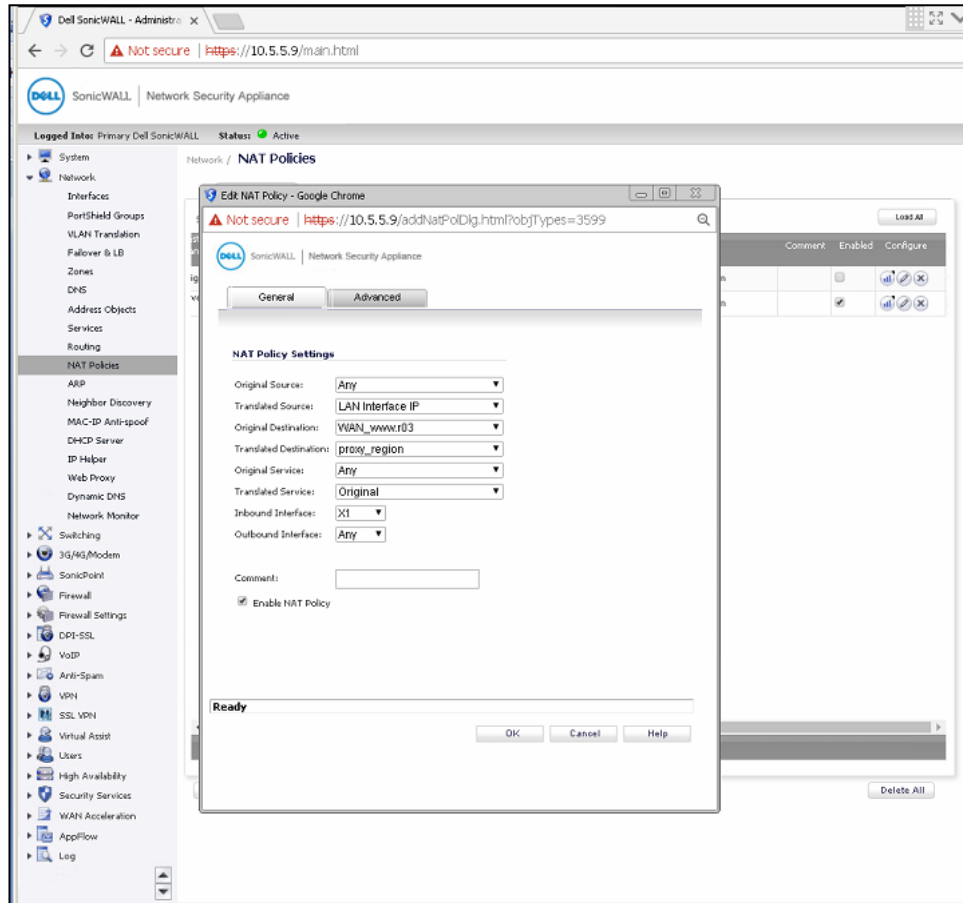 Dell SonicWALL - Administra
Not secure | https://10.5.5.9/main.html
DELL SonicWALL | Network Security Appliance
Logged Into: Primary Dell SonicWALL Status: Active
System
Network
Interfaces
PortShield Groups
VLAN Translation
Failover & LB
Zones
DNS
Address Objects
Services
Routing
NAT Policies
ARP
Neighbor Discovery
MAC-IP Anti-spoof
DHCP Server
IP Helper
Web Proxy
Dynamic DNS
Network Monitor
Switching
3G/4G/Modem
SonicPoint
Firewall
Firewall Settings
DPI-SSL
VoIP
Anti-Spam
VPN
SSL VPN
Virtual Assist
Users
High Availability
Security Services
WAN Acceleration
AppFlow
Log
Network / NAT Policies
Load All
Comment Enabled Configure
Delete All
Edit NAT Policy - Google Chrome
Not secure | https://10.5.5.9/addNatPolDlg.html?objTypes=3599
DELL SonicWALL | Network Security Appliance
General Advanced
NAT Policy Settings
Original Source: Any
Translated Source: LAN Interface IP
Original Destination: WAN_www.r03
Translated Destination: proxy_region
Original Service: Any
Translated Service: Original
Inbound Interface: X1
Outbound Interface: Any
Comment:
Enable NAT Policy
Ready
OK Cancel Help